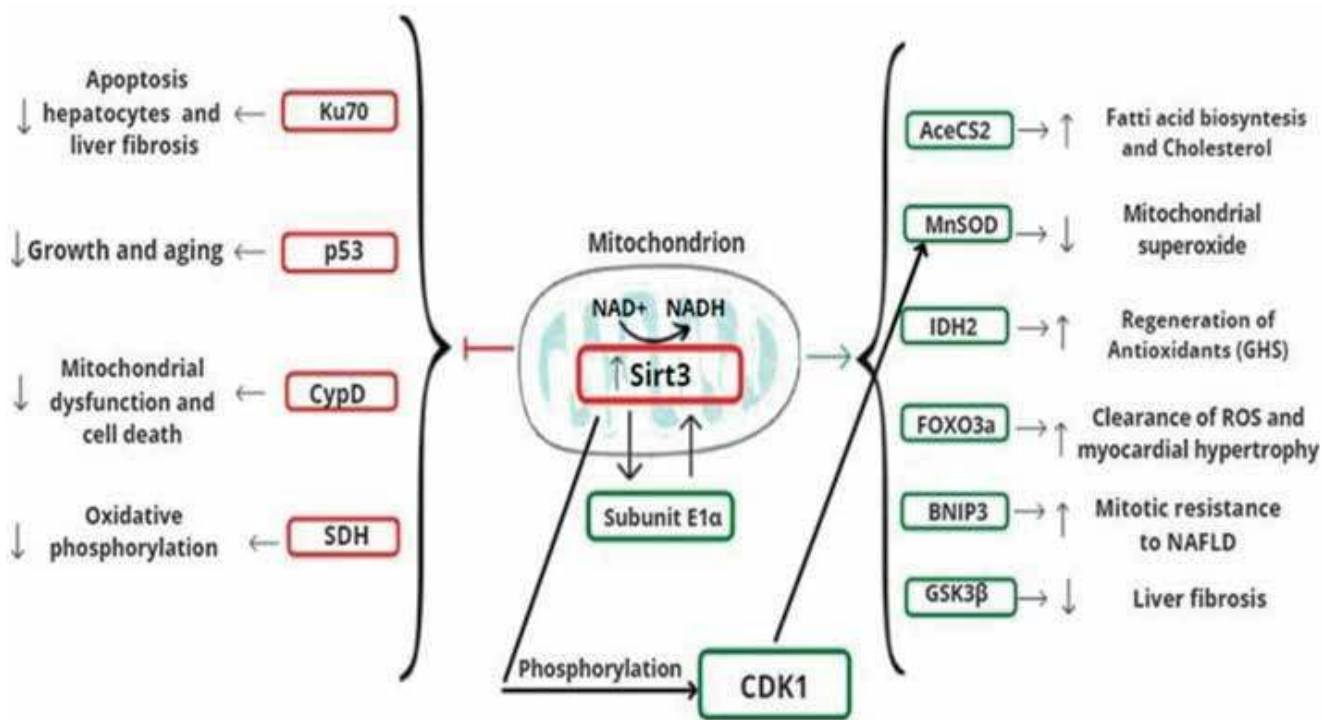 Apoptosis
↓ hepatocytes and ← Ku70
liver fibrosis
↓ Growth and aging ← p53
Mitochondrial
↓ dysfunction and ← CypD
cell death
Oxidative
↓ phosphorylation ← SDH
Mitochondrion
NAD+ NADH
↑ Sirt3
Subunit E1α
Phosphorylation
CDK1
AceCS2 → ↑ Fatti acid biosyntesis
and Cholesterol
MnSOD → ↓ Mitochondrial
superoxide
IDH2 → ↑ Regeneration of
Antioxidants (GHS)
FOXO3a → ↑ Clearance of ROS and
myocardial hypertrophy
BNIP3 → ↑ Mitotic resistance
to NAFLD
GSK3β → ↓ Liver fibrosis